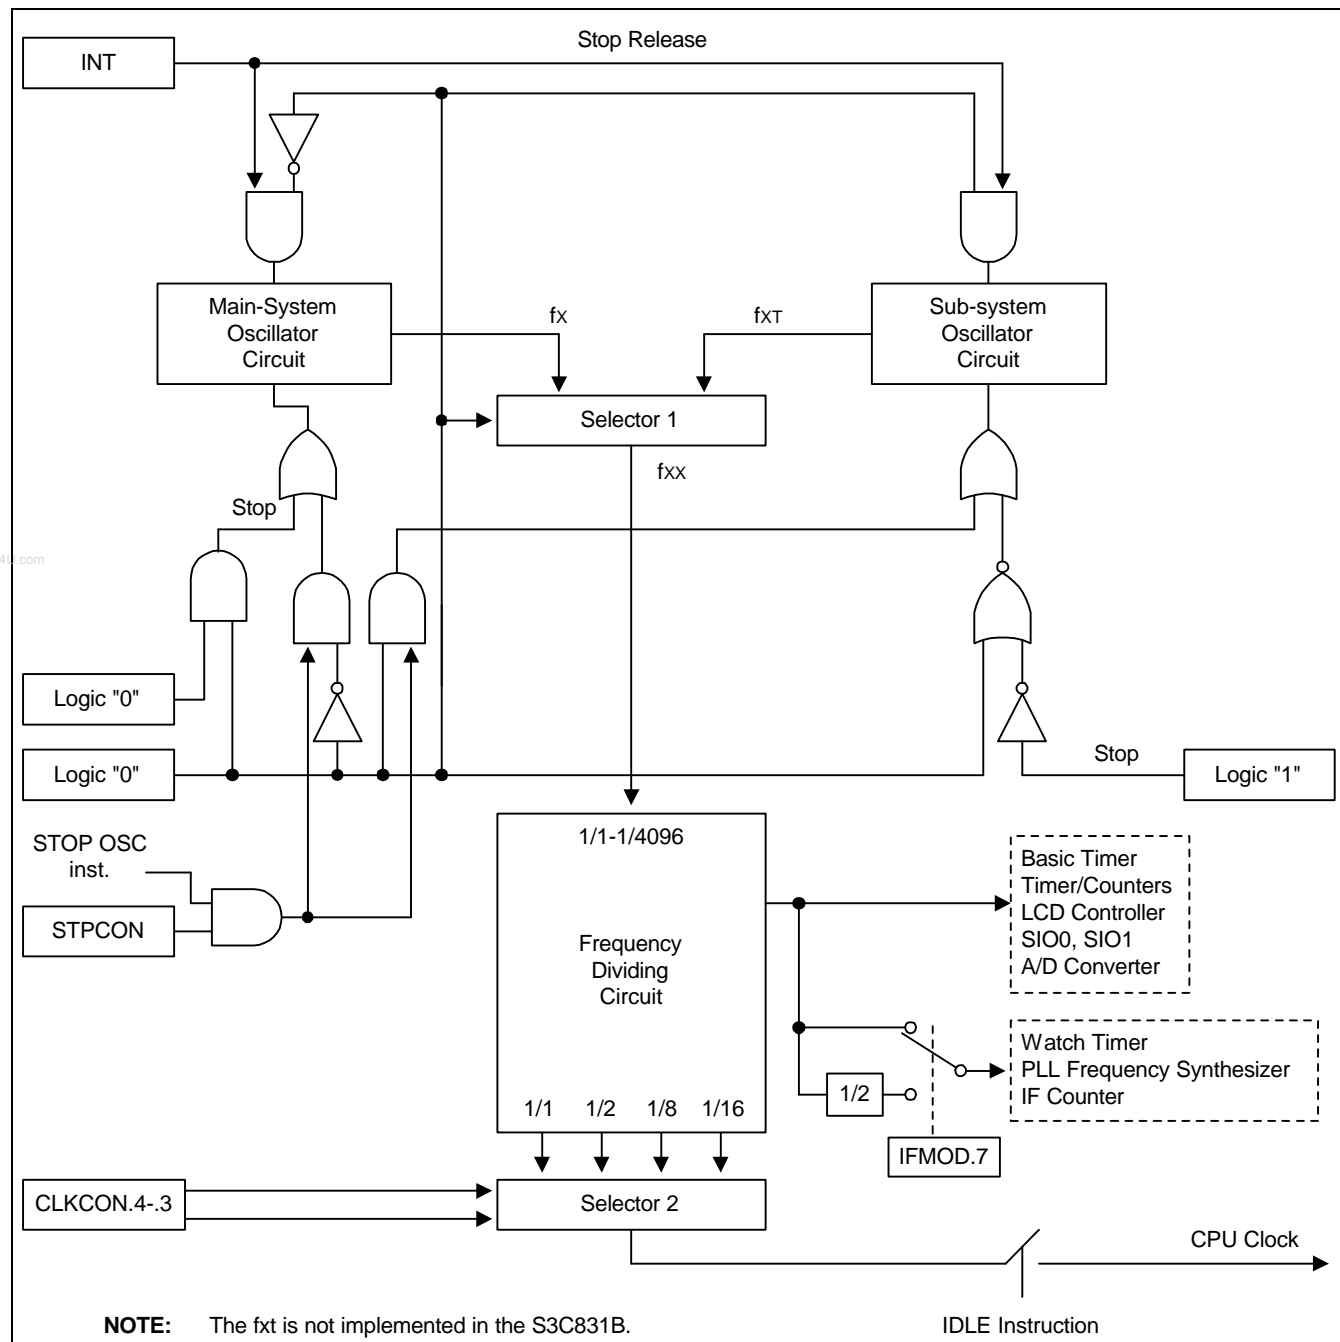 Stop Release
INT
Main-System
Oscillator
Circuit
fX
fXT
Sub-system
Oscillator
Circuit
Selector 1
fXX
Stop
4U.com
Logic "0"
Logic "0"
Stop
Logic "1"
STOP OSC
inst.
STPCON
1/1-1/4096
Frequency
Dividing
Circuit
Basic Timer
Timer/Counters
LCD Controller
SIO0, SIO1
A/D Converter
Watch Timer
PLL Frequency Synthesizer
IF Counter
1/2
IFMOD.7
1/1 1/2 1/8 1/16
CLKCON.4-.3
Selector 2
CPU Clock
NOTE: The fxt is not implemented in the S3C831B.
IDLE Instruction